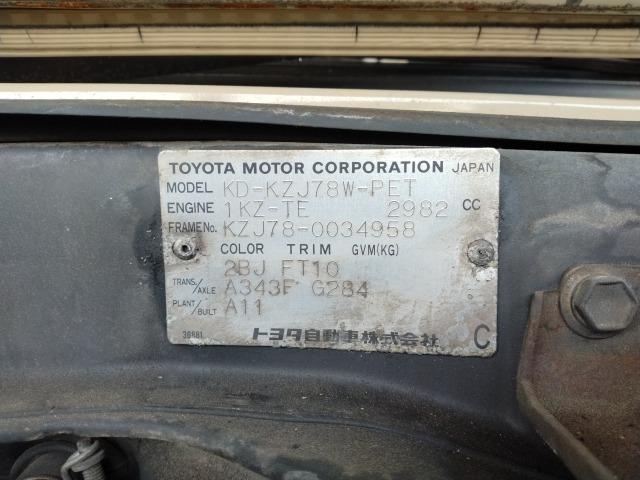 TOYOTA MOTOR CORPORATION JAPAN
MODEL KD-KZJ78W-PET
ENGINE 1KZ-TE 2982 CC
FRAME No. KZJ78-0034958
COLOR TRIM GVM(KG)
2BJ FT10
TRANS./AXLE A343F G284
PLANT/BUILT A11
36881 トヨタ自動車株式会社 C